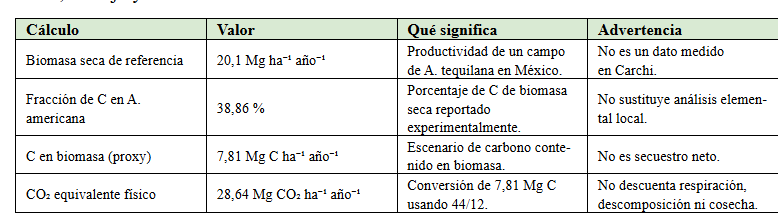 Cálculo Valor Qué significa Advertencia
Biomasa seca de referencia 20,1 Mg ha⁻¹ año⁻¹ Productividad de un campo
de A. tequilana en México. No es un dato medido
en Carchi.
Fracción de C en A.
americana 38,86 % Porcentaje de C de biomasa
seca reportado
experimentalmente. No sustituye análisis elemen-
tal local.
C en biomasa (proxy) 7,81 Mg C ha⁻¹ año⁻¹ Escenario de carbono conte-
nido en biomasa. No es secuestro neto.
CO₂ equivalente físico 28,64 Mg CO₂ ha⁻¹ año⁻¹ Conversión de 7,81 Mg C
usando 44/12. No descuenta respiración,
descomposición ni cosecha.